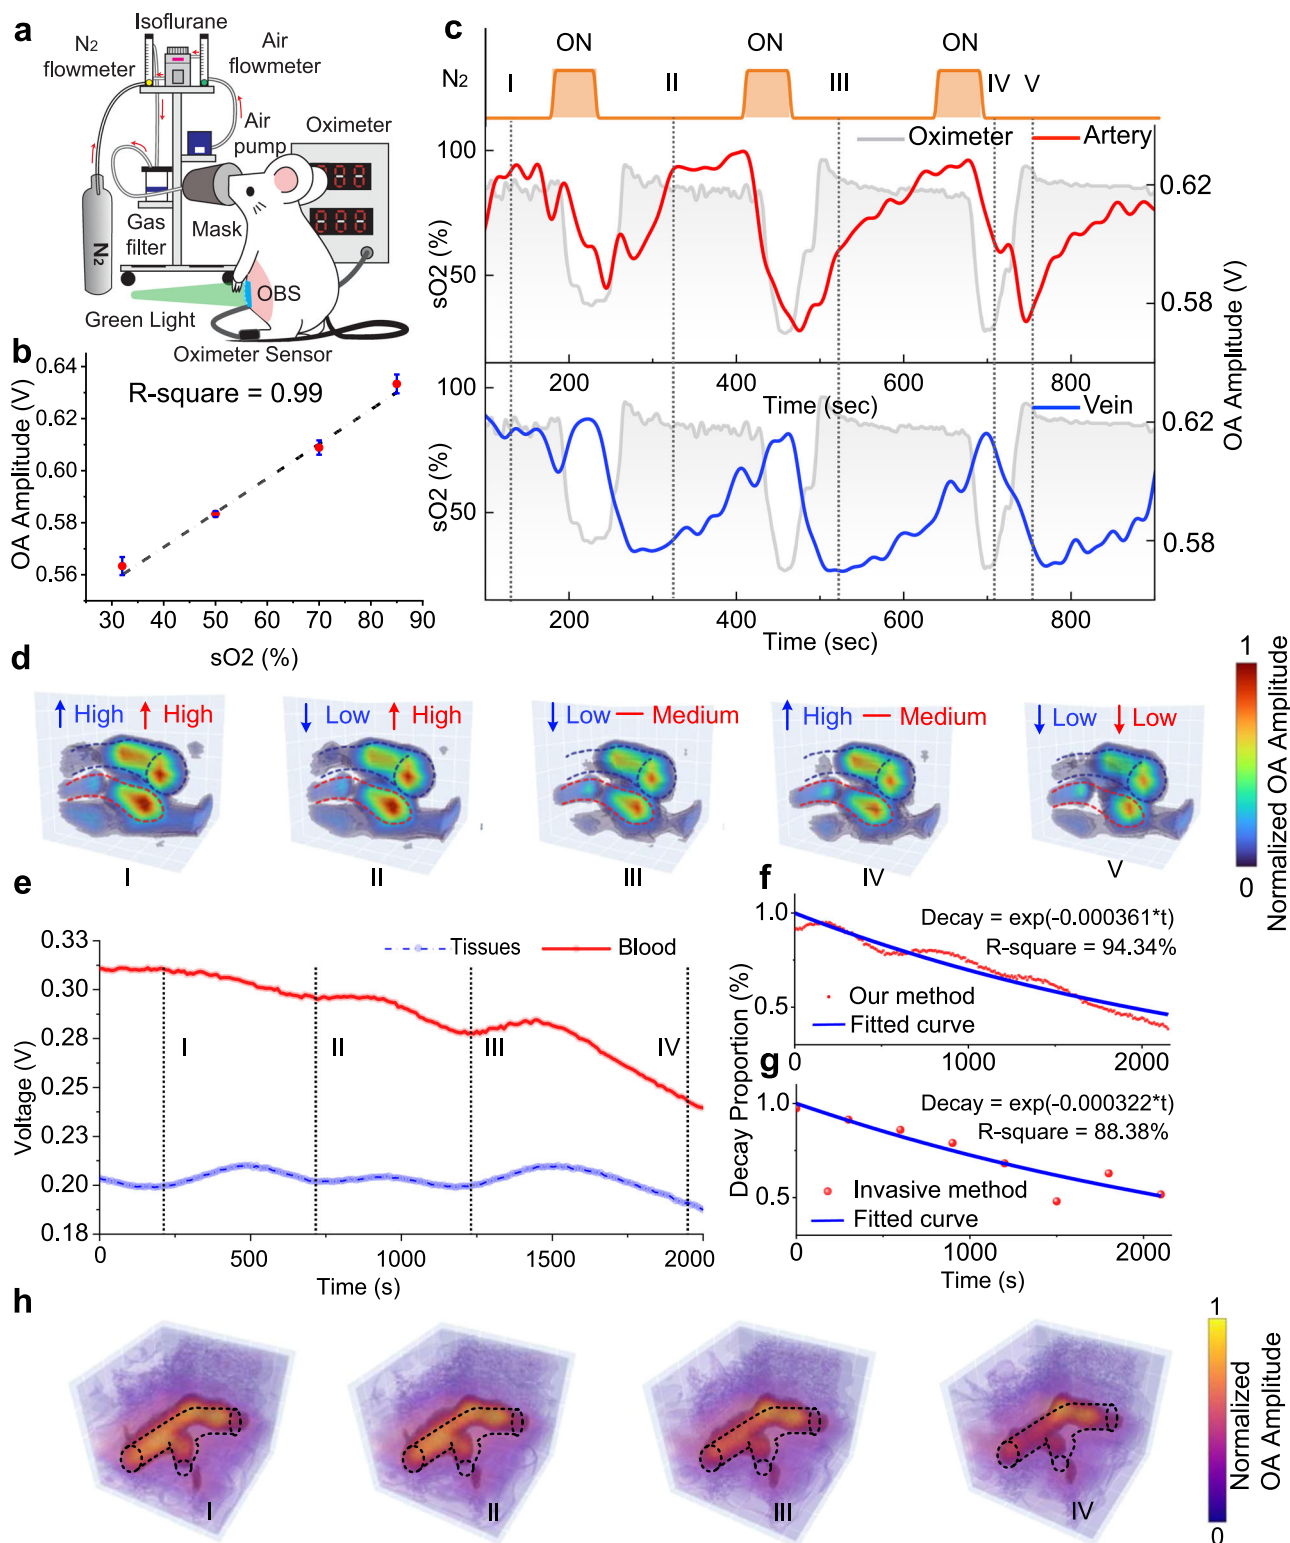 a
Isoflurane
N2
flowmeter
Air
flowmeter
Air
pump
Oximeter
Gas
filter
Mask
N2
OBS
Green Light
Oximeter Sensor
b
R-square = 0.99
OA Amplitude (V)
0.64
0.62
0.60
0.58
0.56
30 40 50 60 70 80 90
sO2 (%)
c
ON ON ON
N2
I II III IV V
Oximeter Artery
100
50
sO2 (%)
0.62
0.58
OA Amplitude (V)
200 400 600 800
Time (sec)
Vein
100
50
sO2 (%)
0.62
0.58
200 400 600 800
Time (sec)
d
High High
Low High
Low Medium
High Medium
Low Low
I II III IV V
1
0
Normalized OA Amplitude
e
Tissues Blood
Voltage (V)
0.33
0.30
0.28
0.25
0.23
0.20
0.18
I II III IV
0 500 1000 1500 2000
Time (s)
f
Decay = exp(-0.000361*t)
R-square = 94.34%
Our method
Fitted curve
1.0
0.5
0 1000 2000
Decay Proportion (%)
g
Decay = exp(-0.000322*t)
R-square = 88.38%
Invasive method
Fitted curve
1.0
0.5
0 1000 2000
Time (s)
h
I II III IV
1
0
Normalized
OA Amplitude